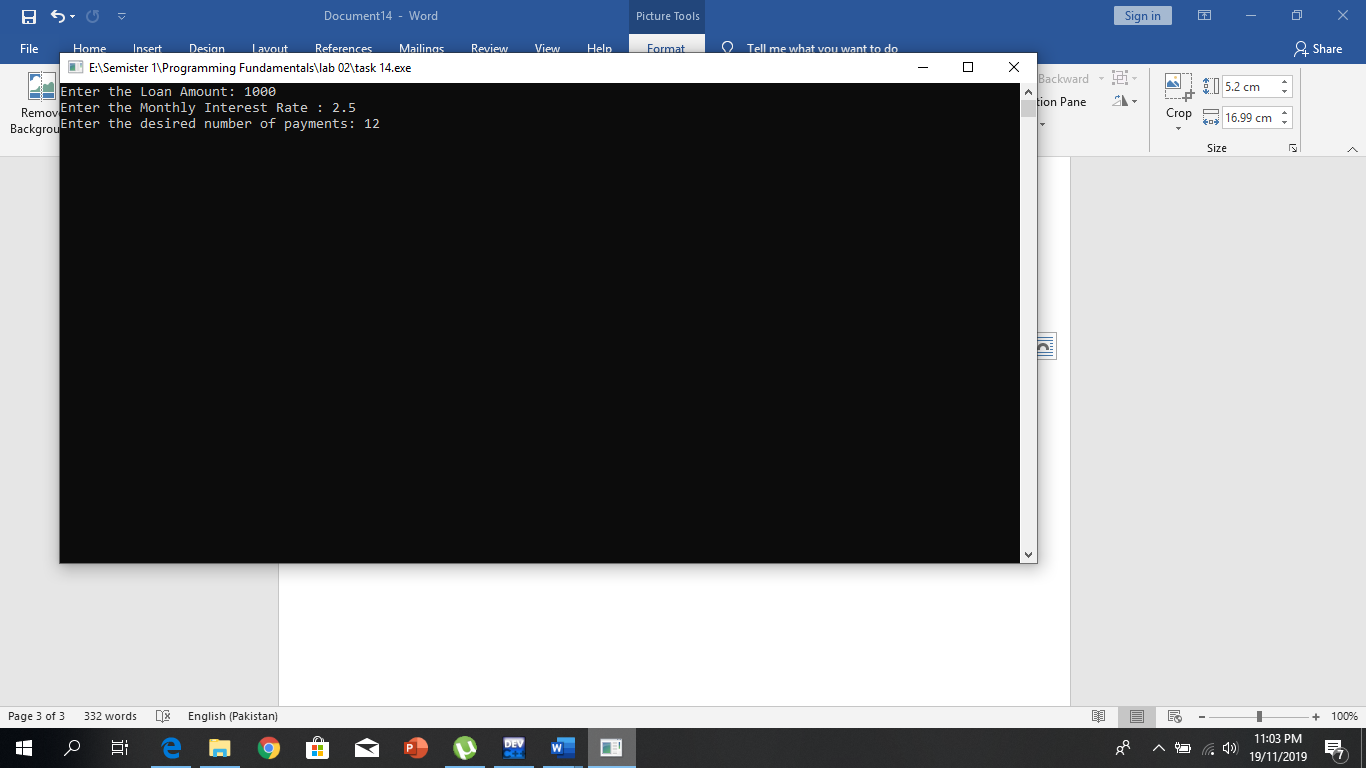 Document14 - Word
Picture Tools
Sign in
File Home Insert Design Layout References Mailings Review View Help Format Tell me what you want to do Share
E:\Semister 1\Programming Fundamentals\lab 02\task 14.exe
Enter the Loan Amount: 1000
Enter the Monthly Interest Rate : 2.5
Enter the desired number of payments: 12
Remov
Backgrou
Backward
tion Pane
Crop
5.2 cm
16.99 cm
Size
Page 3 of 3 332 words English (Pakistan) 100%
DEV
C++
11:03 PM
19/11/2019
7